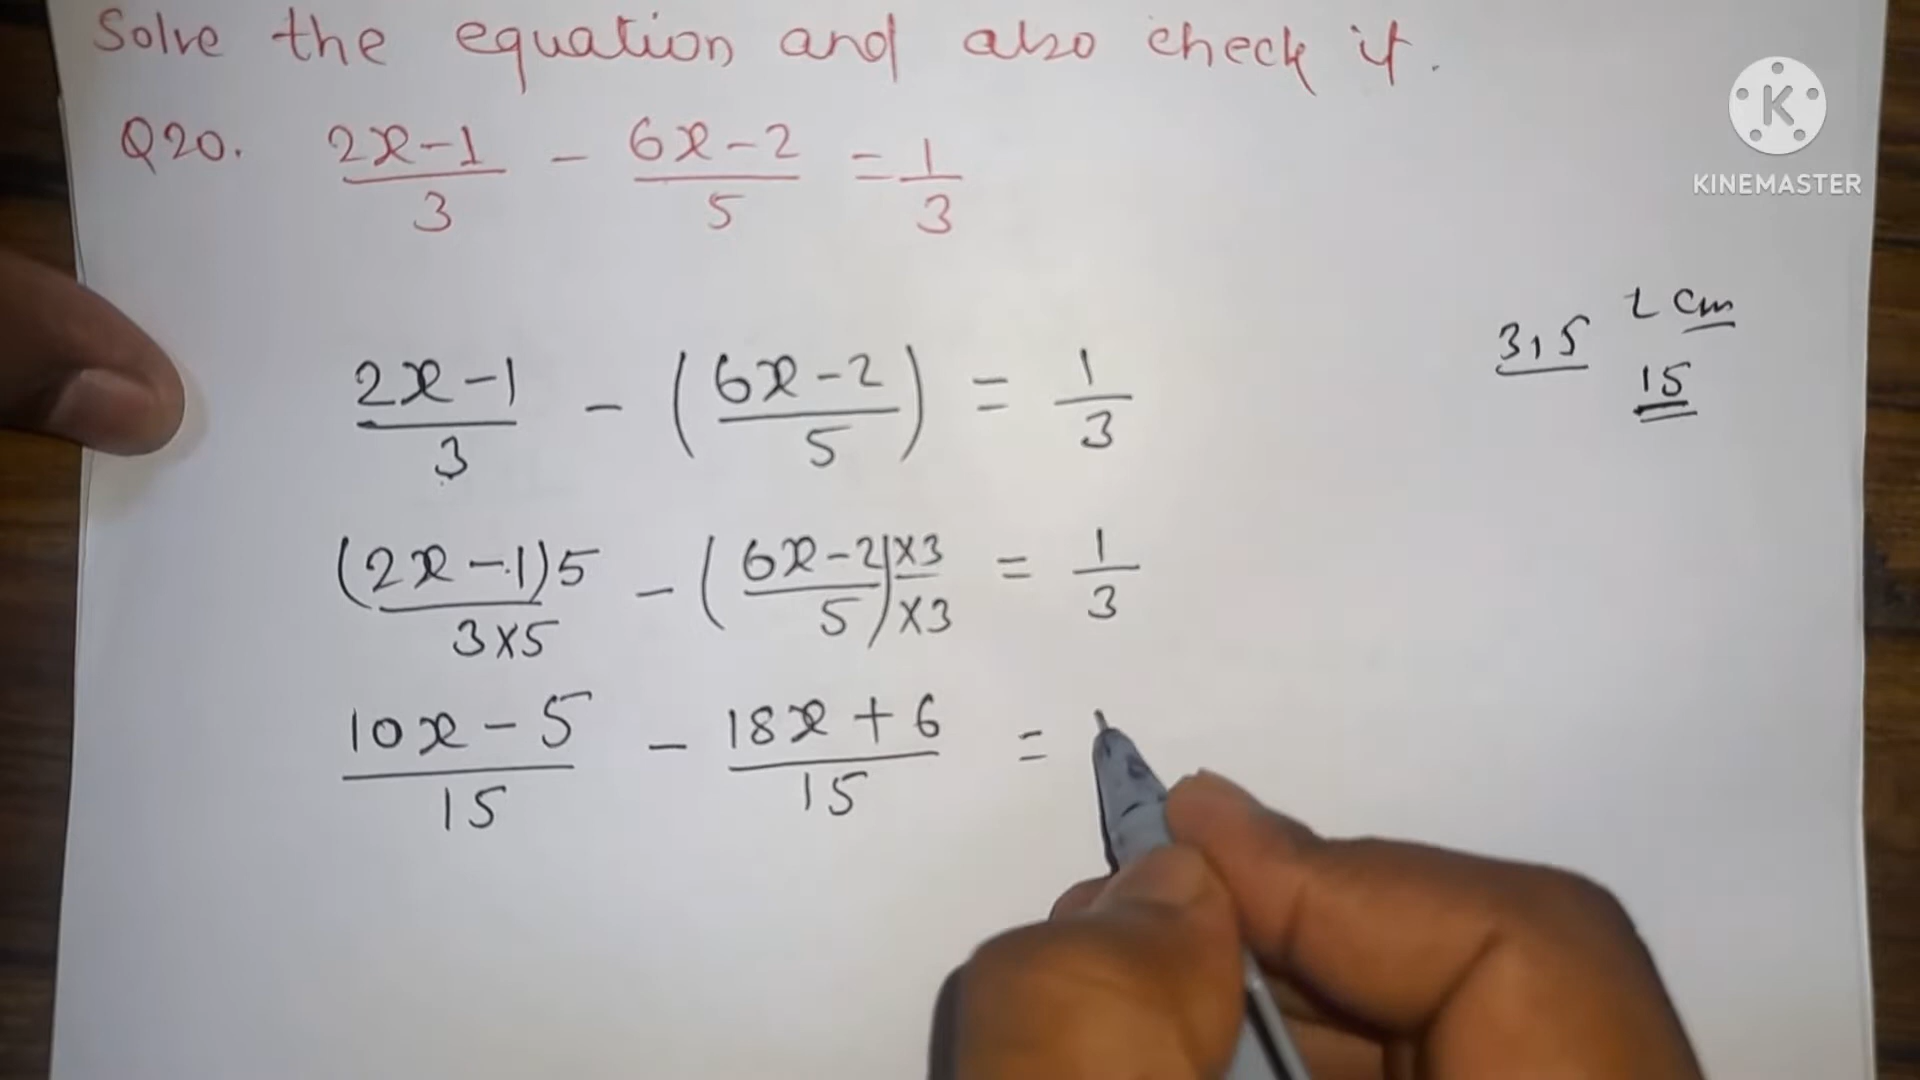 Solve the equation and also check it.
Q20. (2x-1)/3 - (6x-2)/5 = 1/3
KINEMASTER
(2x-1)/3 - ((6x-2)/5) = 1/3
3,5 LCm
15
((2x-1)5)/(3×5) - ((6x-2)/5)×3/×3 = 1/3
(10x-5)/15 - (18x+6)/15 =